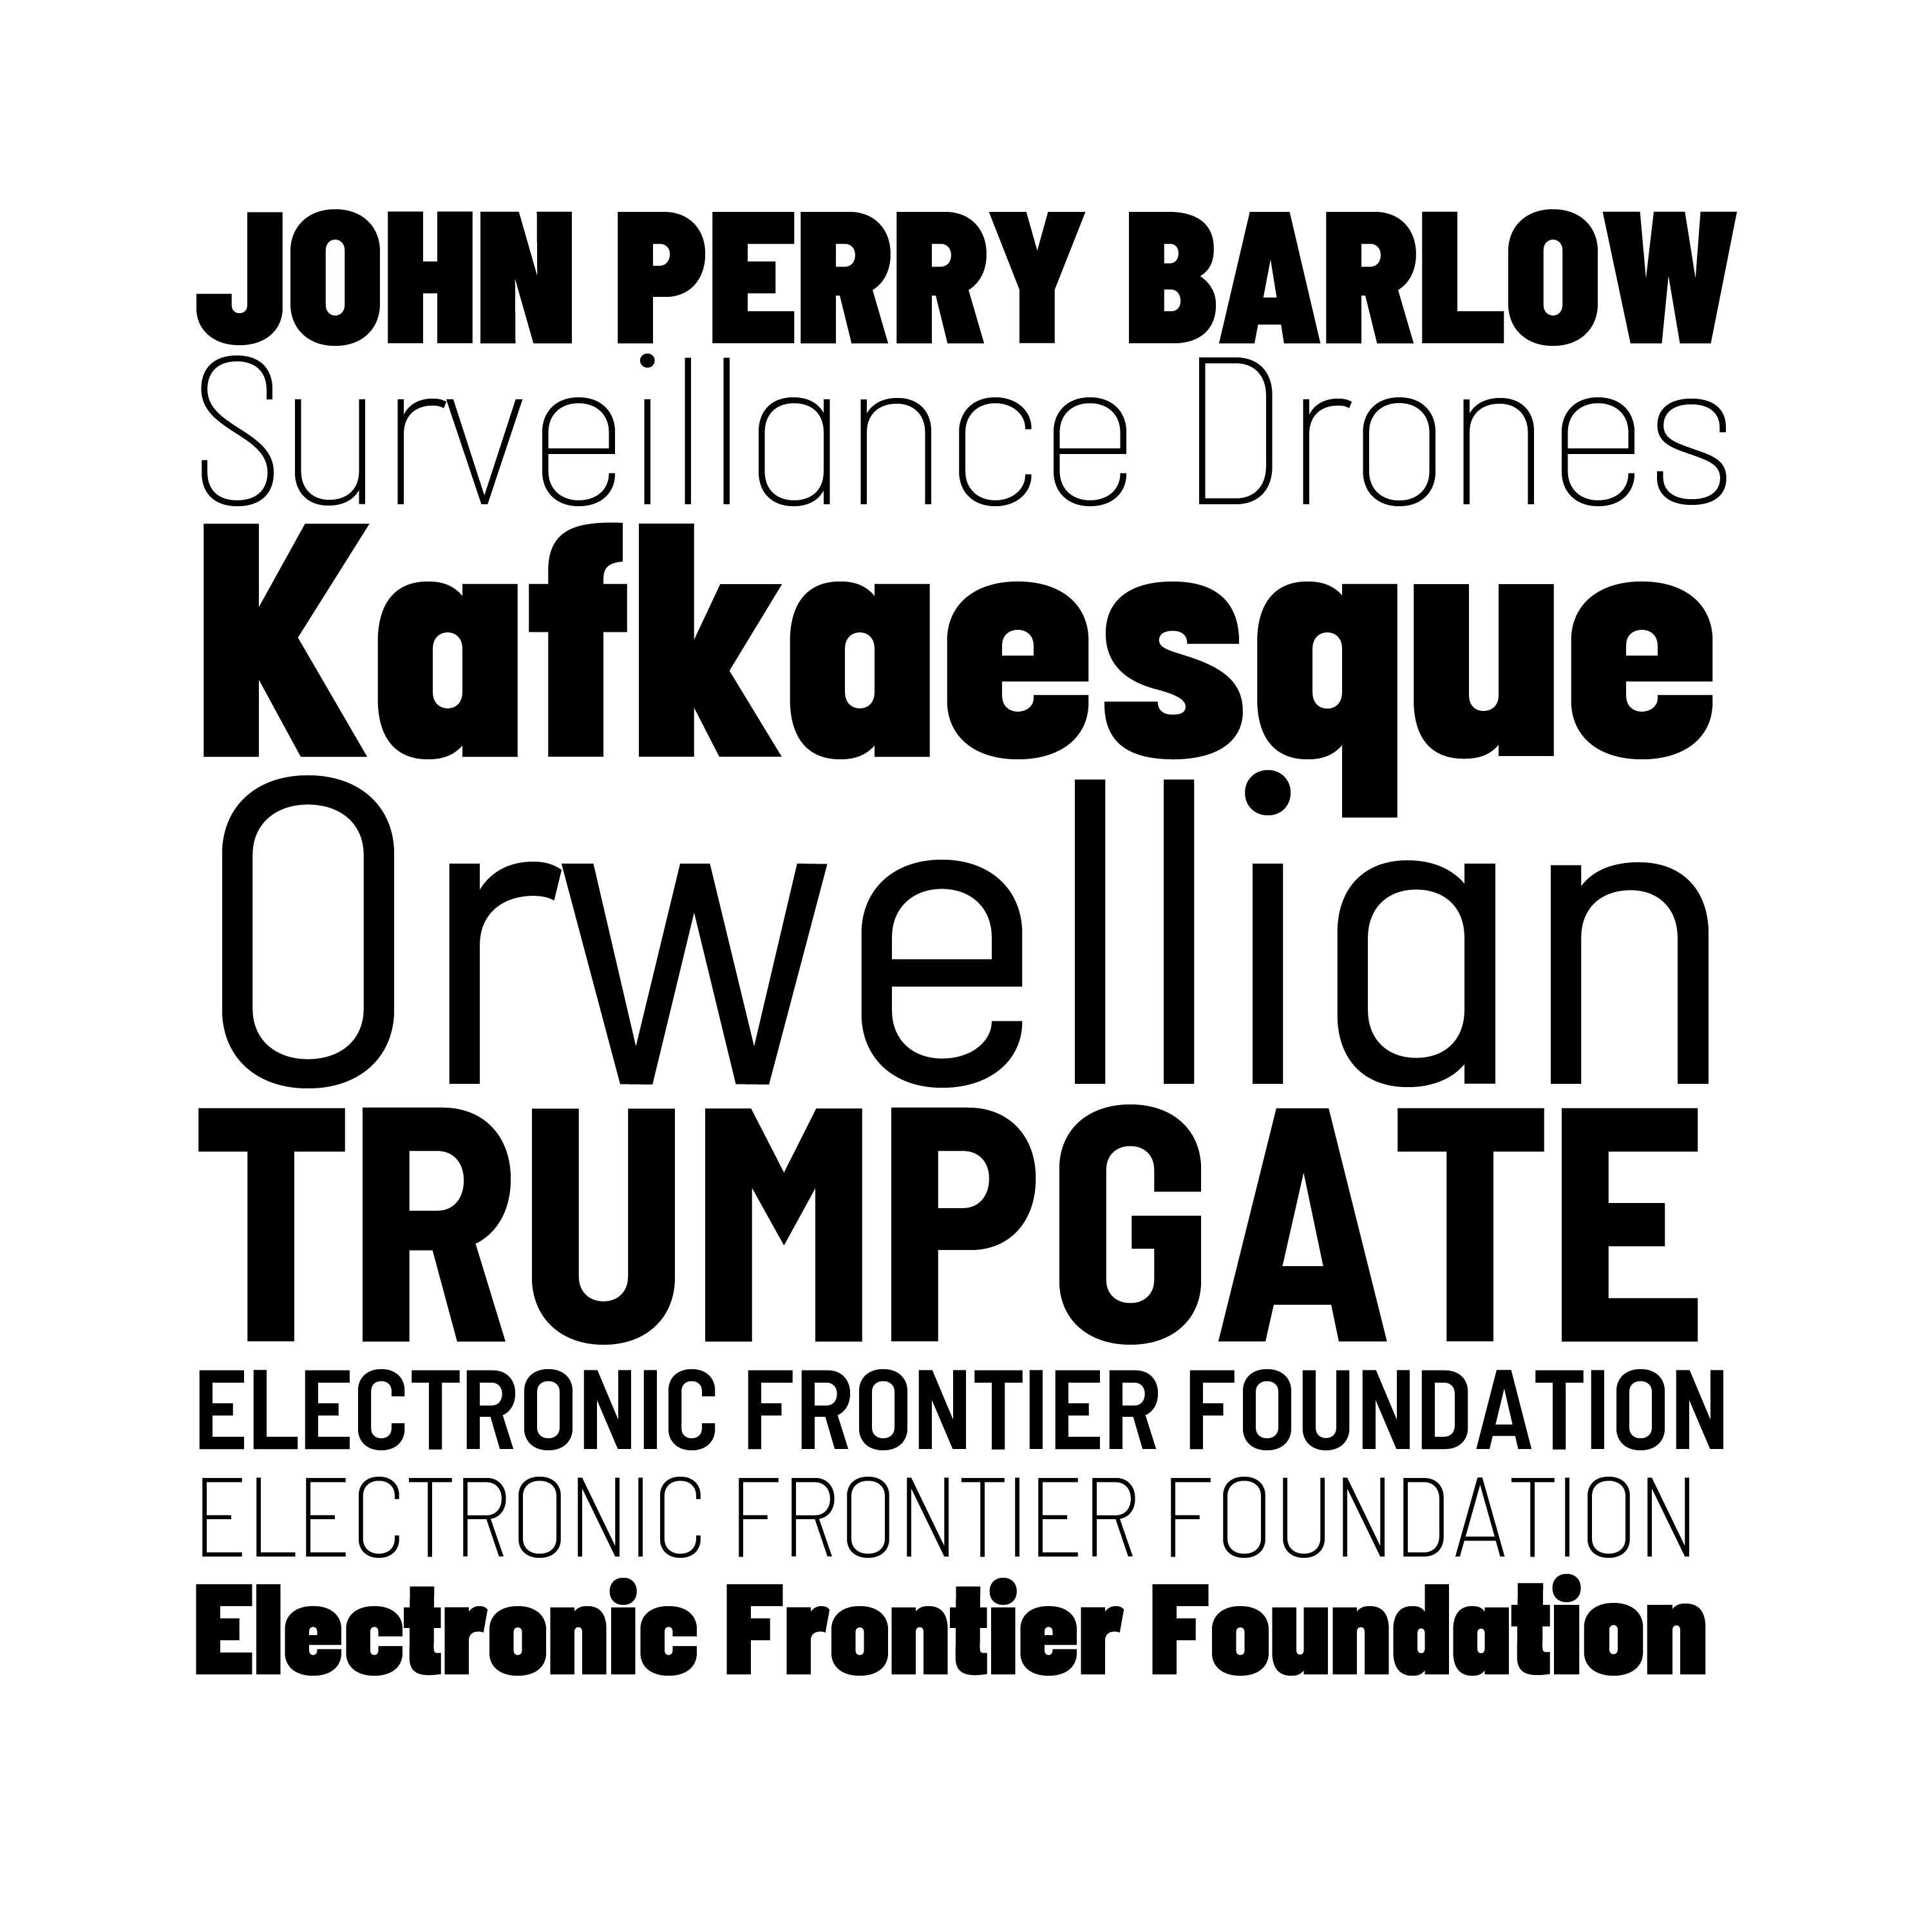 JOHN PERRY BARLOW
Surveillance Drones
Kafkaesque
Orwellian
TRUMPGATE
ELECTRONIC FRONTIER FOUNDATION
ELECTRONIC FRONTIER FOUNDATION
Electronic Frontier Foundation